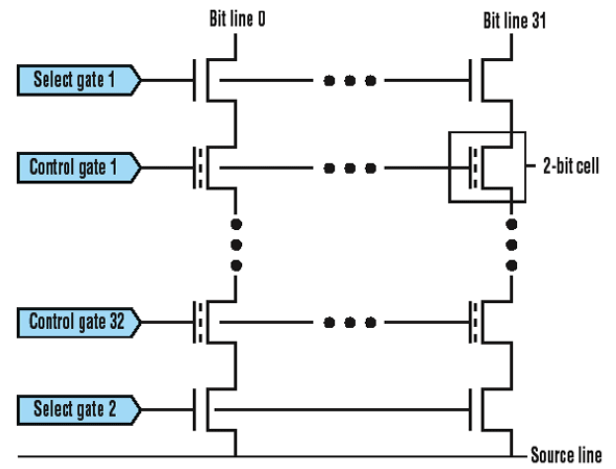 Bit line 0
Bit line 31
Select gate 1
Control gate 1
2-bit cell
Control gate 32
Select gate 2
Source line